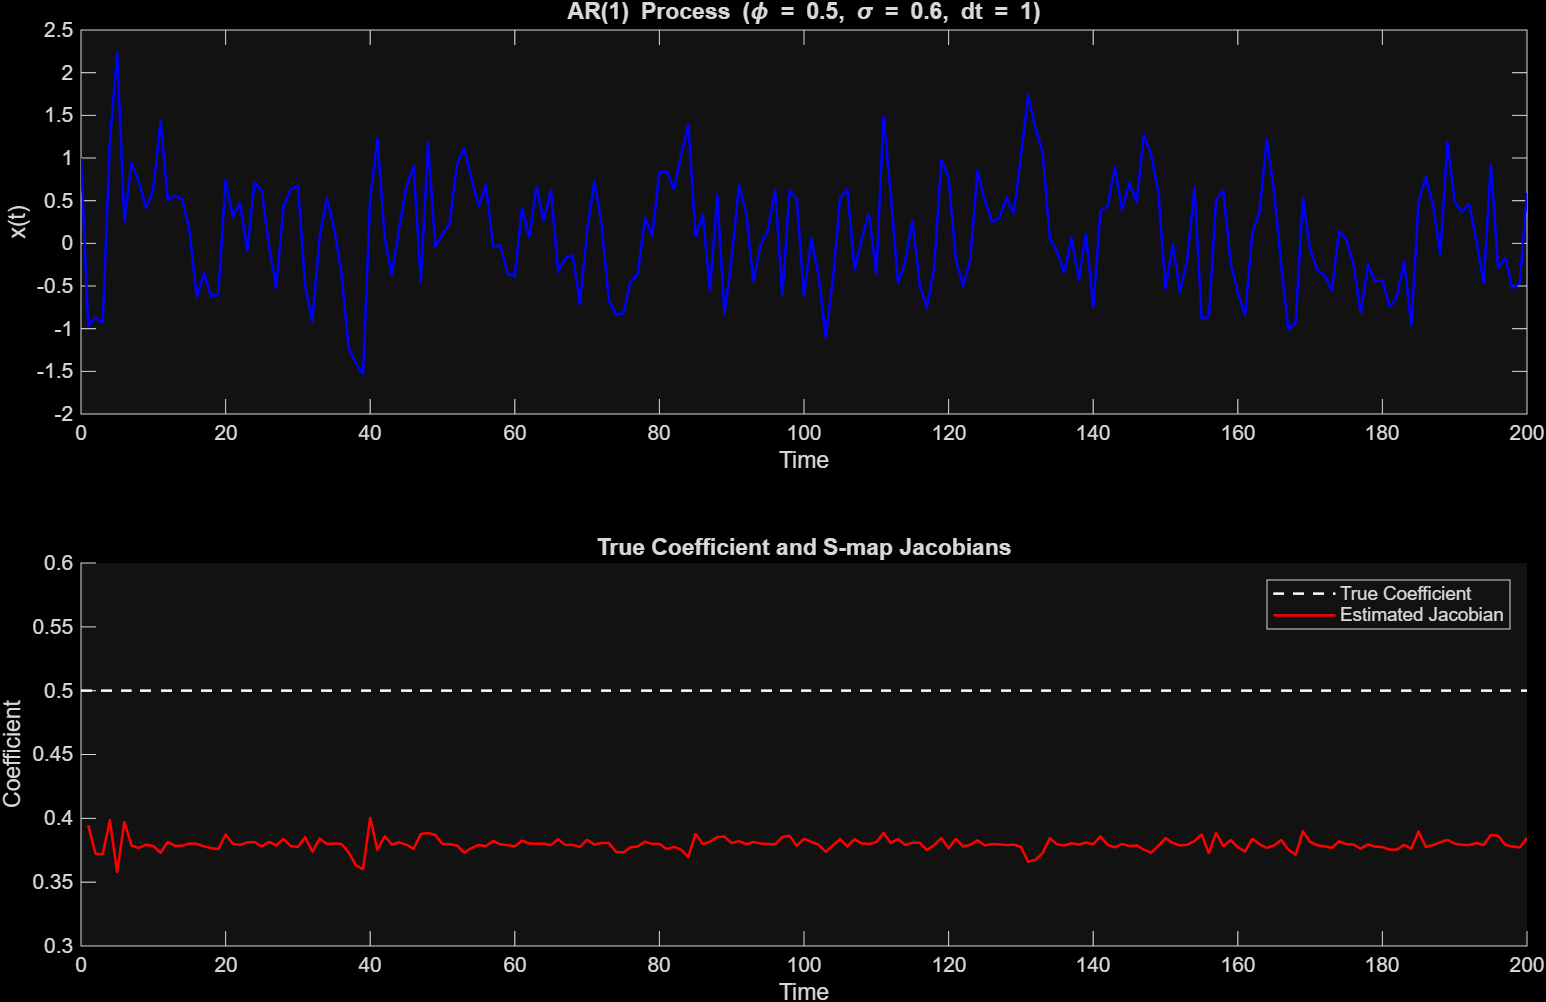 AR(1) Process (ϕ = 0.5, σ = 0.6, dt = 1)
2.5
2
1.5
1
0.5
0
-0.5
-1
-1.5
-2
x(t)
0 20 40 60 80 100 120 140 160 180 200
Time
True Coefficient and S-map Jacobians
0.6
0.55
0.5
0.45
0.4
0.35
0.3
Coefficient
True Coefficient
Estimated Jacobian
0 20 40 60 80 100 120 140 160 180 200
Time